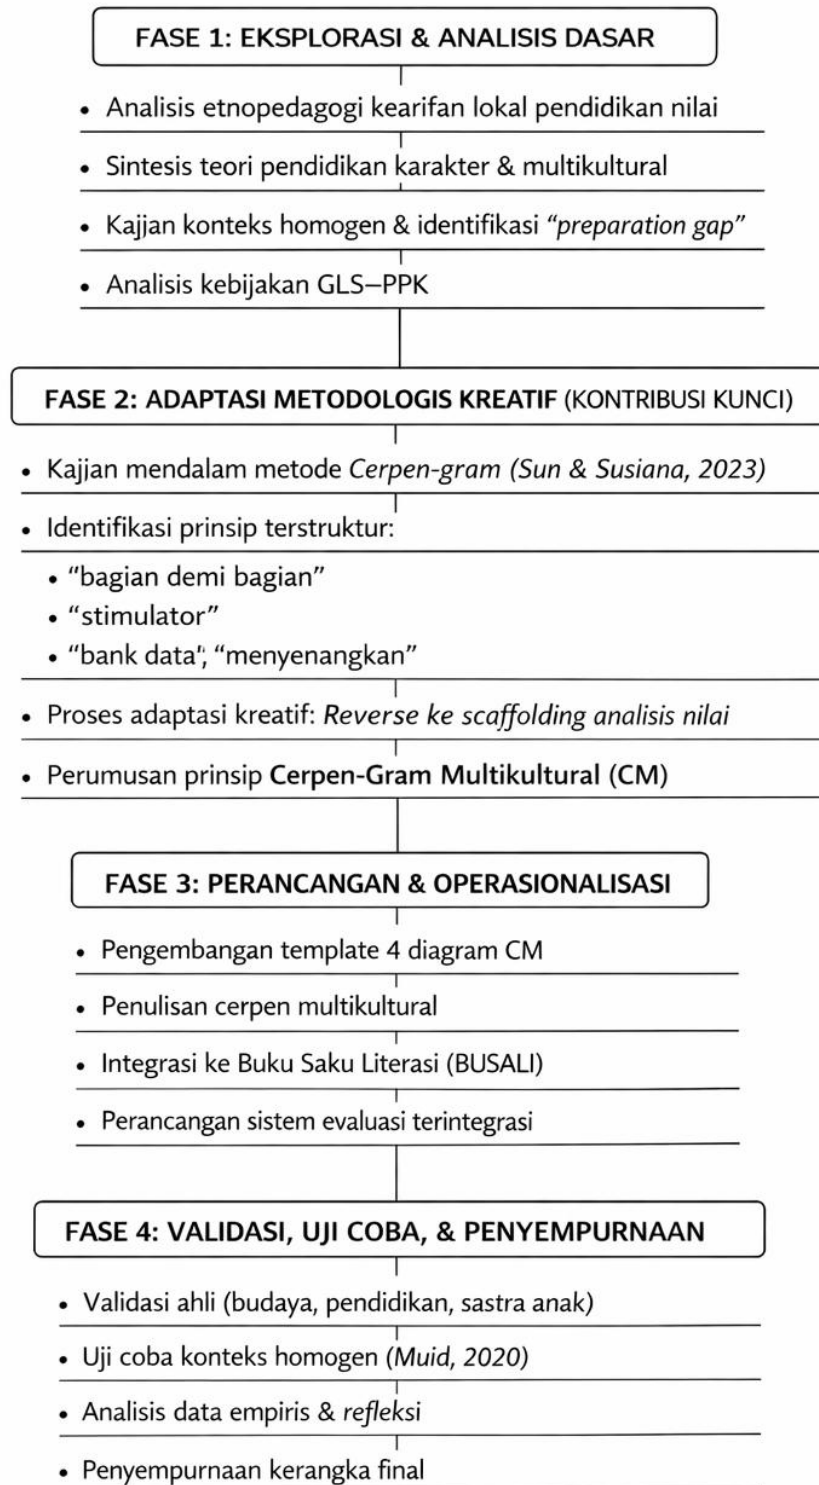 FASE 1: EKSPLORASI & ANALISIS DASAR
• Analisis etnopedagogi kearifan lokal pendidikan nilai
• Sintesis teori pendidikan karakter & multikultural
• Kajjan konteks homogen & identifikasi “preparation gap”
• Analisis kebijakan GLS–PPK
FASE 2: ADAPTASI METODOLOGIS KREATIF (KONTRIBUSI KUNCI)
• Kajjan mendalam metode Cerpen-gram (Sun & Susiana, 2023)
• Identifikasi prinsip terstruktur:
• “bagian demi bagian”
• “stimulator”
• “bank data”; “menyenangkan”
• Proses adaptasi kreatif: Reverse ke scaffolding analisis nilai
• Perumusan prinsip Cerpen-Gram Multikultural (CM)
FASE 3: PERANCANGAN & OPERASIONALISASI
• Pengembangan template 4 diagram CM
• Penulisan cerpen multikultural
• Integrasi ke Buku Saku Literasi (BUSALI)
• Perancangan sistem evaluasi terintegrasi
FASE 4: VALIDASI, UJI COBA, & PENYEMPURNAAN
• Validasi ahli (budaya, pendidikan, sastra anak)
• Uji coba konteks homogen (Muid, 2020)
• Analisis data empiris & refleksi
• Penyempurnaan kerangka final